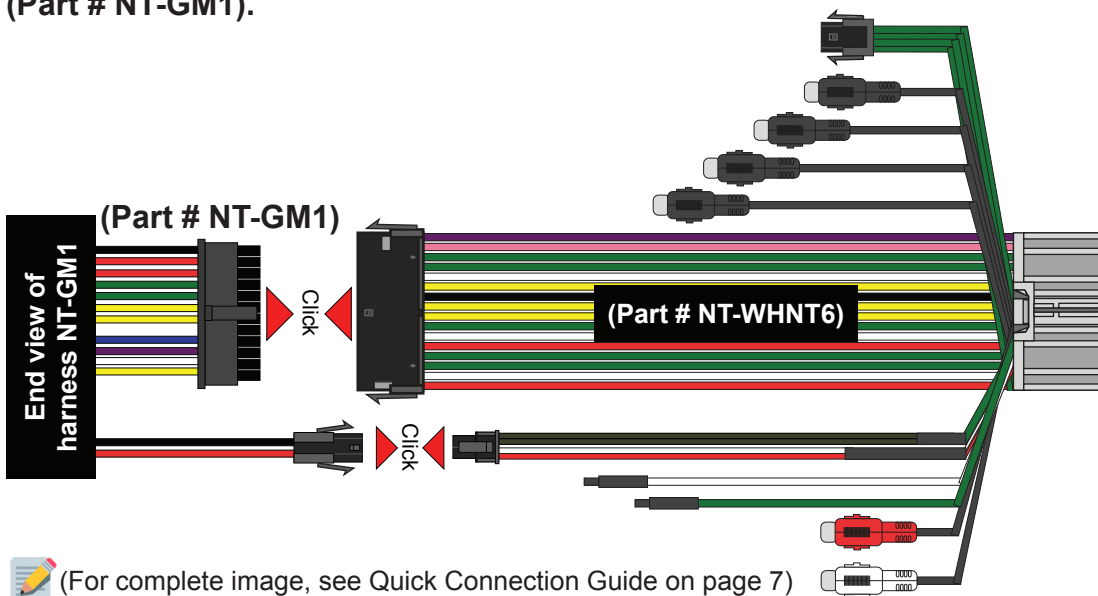 (Part # NT-GM1).
(Part # NT-GM1)
End view of
harness NT-GM1
Click
(Part # NT-WHNT6)
Click
(For complete image, see Quick Connection Guide on page 7)